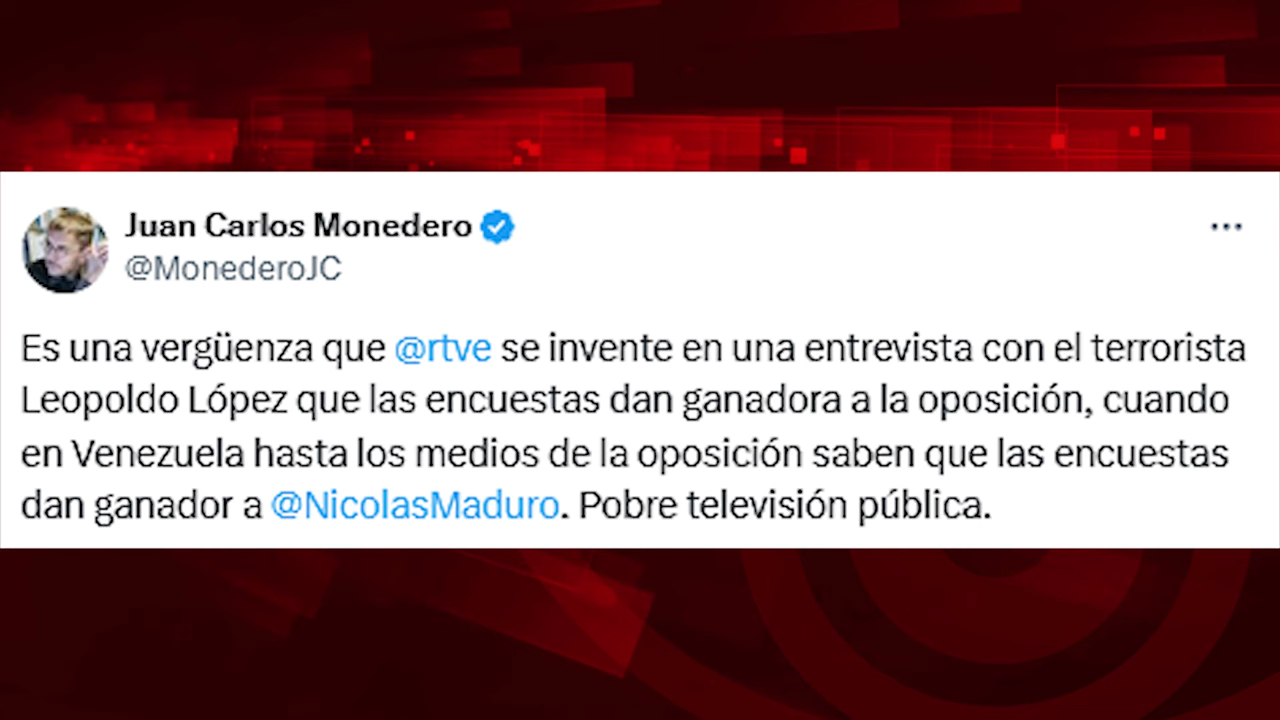 Juan Carlos Monedero
@MonederoJC
Es una vergüenza que @rtve se invente en una entrevista con el terrorista
Leopoldo López que las encuestas dan ganadora a la oposición, cuando
en Venezuela hasta los medios de la oposición saben que las encuestas
dan ganador a @NicolasMaduro. Pobre televisión pública.